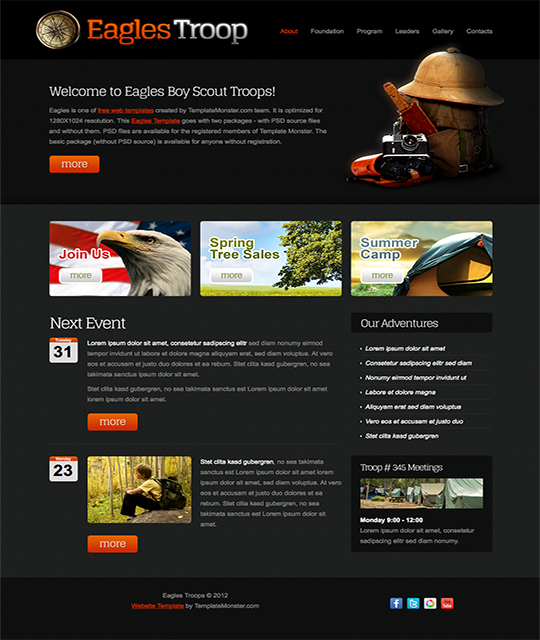 Eagles Troop
About Foundation Program Leaders Gallery Contacts
Welcome to Eagles Boy Scout Troops!
Eagles is one of free web templates created by TemplateMonster.com team. It is optimized for
1280X1024 resolution. This Eagles Template goes with two packages - with PSD source files
and without them. PSD files are available for the registered members of Template Monster. The
basic package (without PSD source) is available for anyone without registration.
more
Join Us
more
Spring
Tree Sales
more
Summer
Camp
more
Next Event
Tuesday
31
Lorem ipsum dolor sit amet, consetetur sadipscing elitr sed diam nonumy eirmod
tempor invidunt ut labore et dolore magna aliquyam erat, sed diam voluptua. At vero
eos et accusam et justo duo dolores et ea rebum. Stet clita kasd gubergren, no sea
takimata sanctus ipsum dolor sit amet.
Stet clita kasd gubergren, no sea takimata sanctus est Lorem ipsum dolor sit amet.
more
Monday
23
Stet clita kasd gubergren, no sea takimata
sanctus est Lorem ipsum dolor sit amet. At vero
eos et accusam et justo duo dolores et ea
rebum. Stet clita kasd gubergren, no sea
takimata sanctus est Lorem ipsum dolor sit
amet.
more
Our Adventures
Lorem ipsum dolor sit amet
Consetetur sadipscing elitr sed diam
Nonumy eirmod tempor invidunt ut
Labore et dolore magna
Aliquyam erat sed diam voluptua
Vero eos et accusam et justo duo
Stet clita kasd gubergren
Troop # 345 Meetings
Monday 9:00 - 12:00
Lorem ipsum dolor sit amet, consetetur
sadipscing elitr sed diam nonumy.
Eagles Troops © 2012
Website Template by TemplateMonster.com